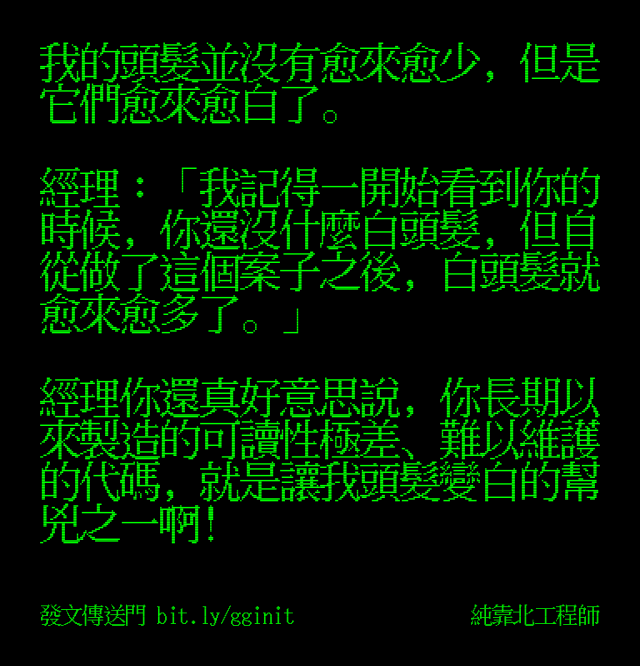 我的頭髮並沒有愈來愈少，但是
它們愈來愈白了。
經理：「我記得一開始看到你的
時候，你還沒什麼白頭髮，但自
從做了這個案子之後，白頭髮就
愈來愈多了。」
經理你還真好意思說，你長期以
來製造的可讀性極差、難以維護
的代碼，就是讓我頭髮變白的幫
兇之一啊！
發文傳送門 bit.ly/gginit
純靠北工程師